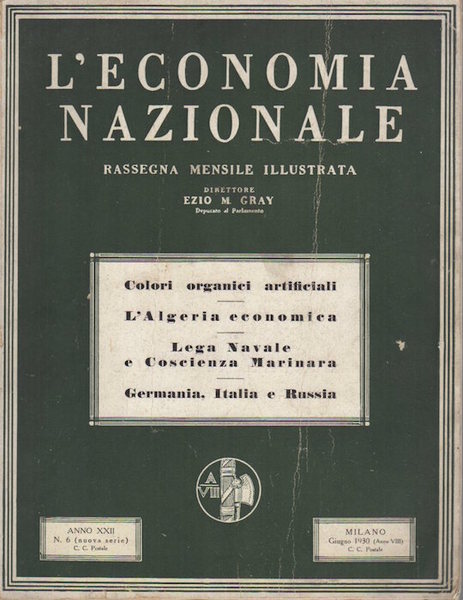 L'ECONOMIA
NAZIONALE
RASSEGNA MENSILE ILLUSTRATA
DIRETTORE
EZIO M. GRAY
Deputato al Parlamento
Colori organici artificiali
L'Algeria economica
Lega Navale
e Coscienza Marinara
Germania, Italia e Russia
A
VIII
ANNO XXII
N. 6 (nuova serie)
C. C. Postale
MILANO
Giugno 1930 (Anno VIII)
C. C. Postale